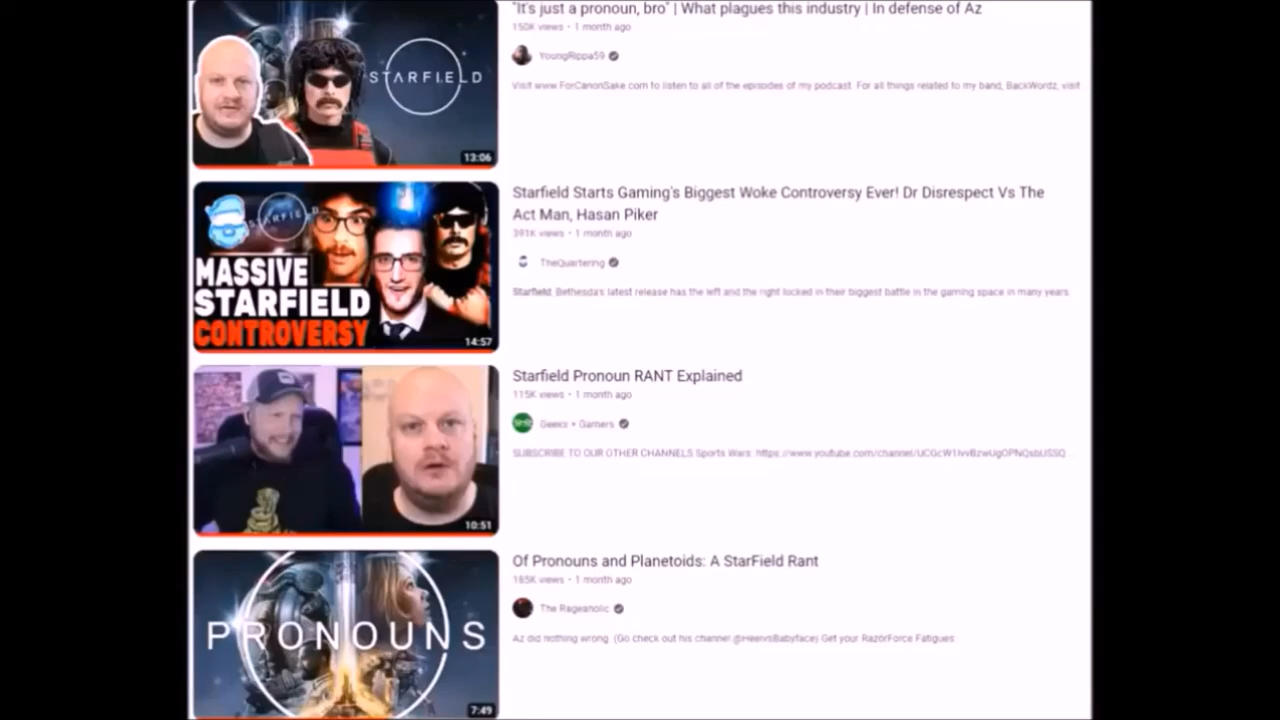 "It's just a pronoun, bro" | What plagues this industry | In defense of Az
150K views • 1 month ago
YoungRippa59
Visit www.ForCanonSake.com to listen to all of the episodes of my podcast. For all things related to my band, BackWordz, visit
STARFIELD
13:06
Starfield Starts Gaming's Biggest Woke Controversy Ever! Dr Disrespect Vs The
Act Man, Hasan Piker
391K views • 1 month ago
TheQuartering
Starfield, Bethesda's latest release has the left and the right locked in their biggest battle in the gaming space in many years.
STARFIELD
MASSIVE
STARFIELD
CONTROVERSY
14:57
Starfield Pronoun RANT Explained
115K views • 1 month ago
Geeks + Gamers
SUBSCRIBE TO OUR OTHER CHANNELS Sports Wars:
10:51
Of Pronouns and Planetoids: A StarField Rant
185K views • 1 month ago
The Rageaholic
Az did nothing wrong. (Go check out his channel @HeelvsBabyface) Get your RazorForce Fatigues
PRONOUNS
7:49